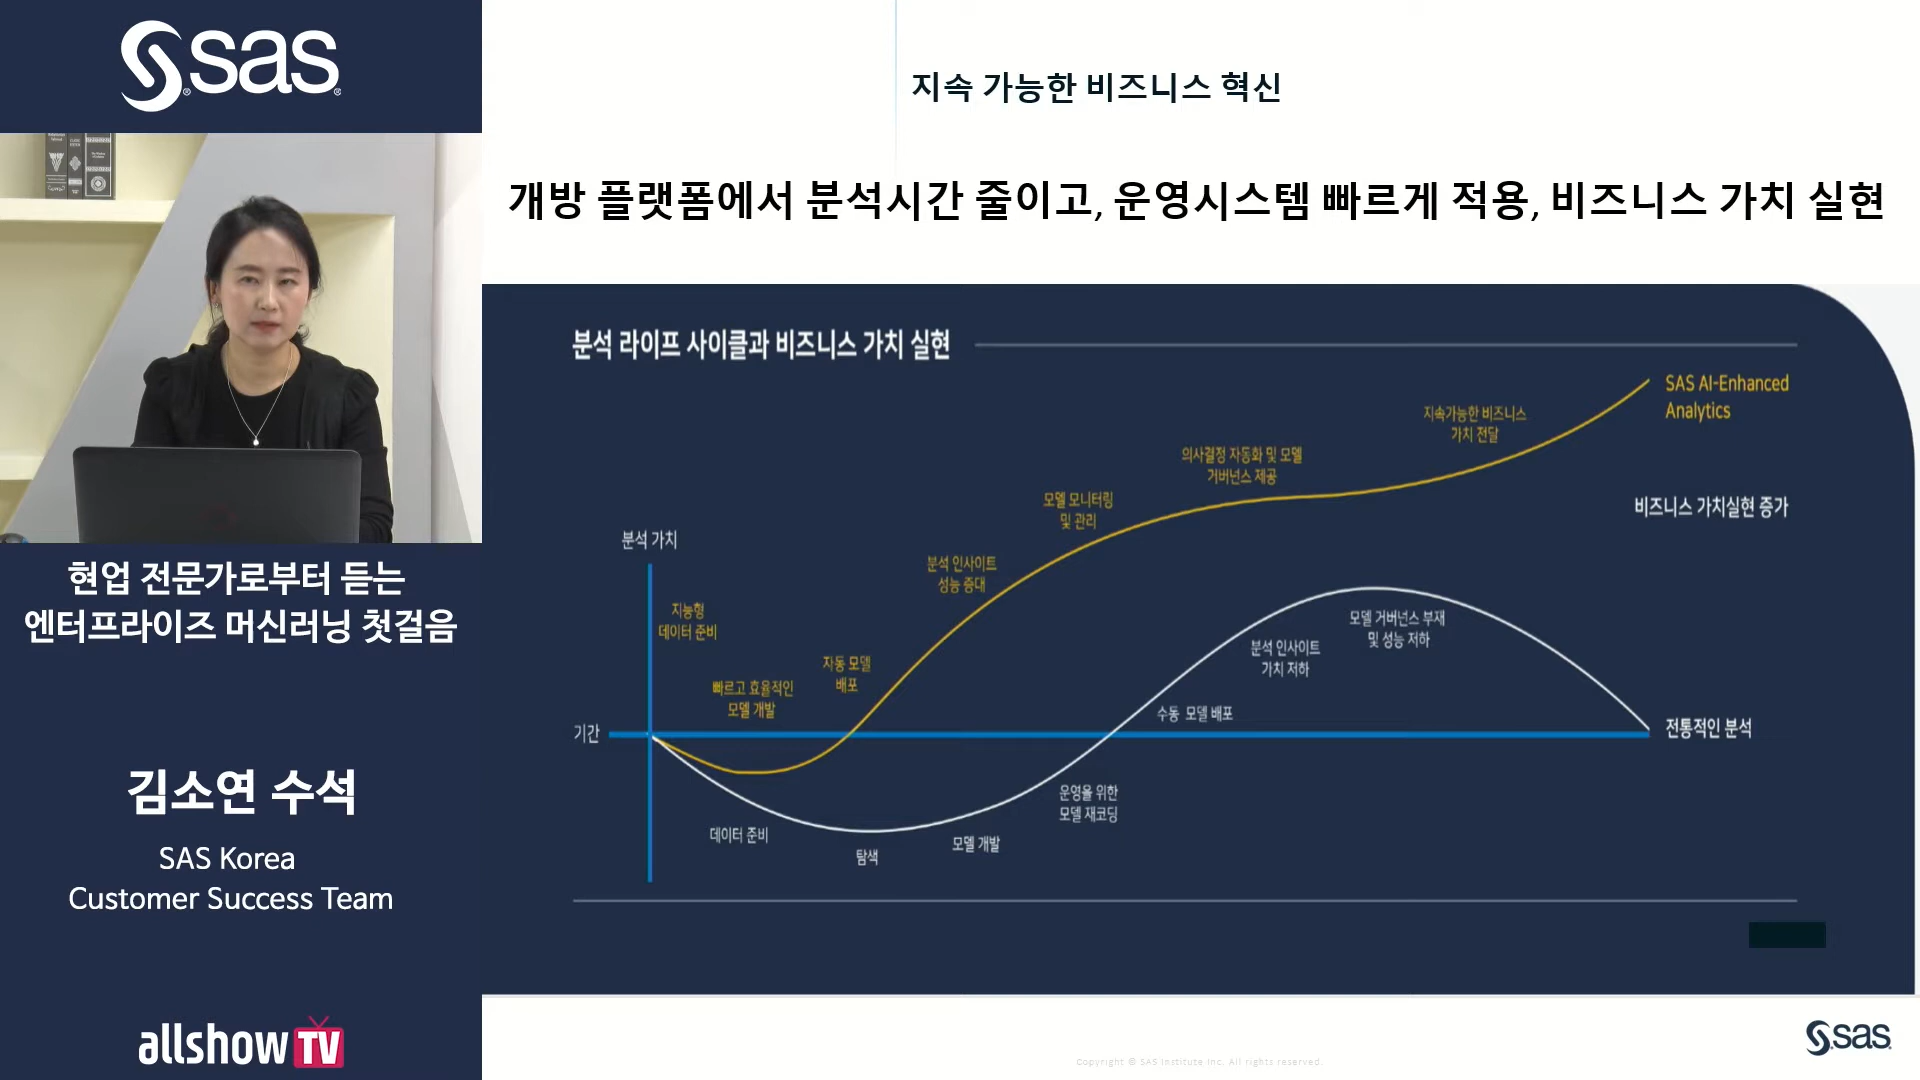 sas
지속 가능한 비즈니스 혁신
개방 플랫폼에서 분석시간 줄이고, 운영시스템 빠르게 적용, 비즈니스 가치 실현
분석 라이프 사이클과 비즈니스 가치 실현
SAS AI-Enhanced
Analytics
지속가능한 비즈니스
가치 전달
의사결정 자동화 및 모델
거버넌스 제공
모델 모니터링
및 관리
비즈니스 가치실현 증가
분석 가치
분석 인사이트
성능 증대
지능형
데이터 준비
자동 모델
배포
빠르고 효율적인
모델 개발
모델 거버넌스 부재
및 성능 저하
분석 인사이트
가치 저하
수동 모델 배포
기간
전통적인 분석
운영을 위한
모델 재코딩
데이터 준비
탐색
모델 개발
현업 전문가로부터 듣는
엔터프라이즈 머신러닝 첫걸음
김소연 수석
SAS Korea
Customer Success Team
allshow TV
Copyright © SAS Institute Inc. All rights reserved.
sas